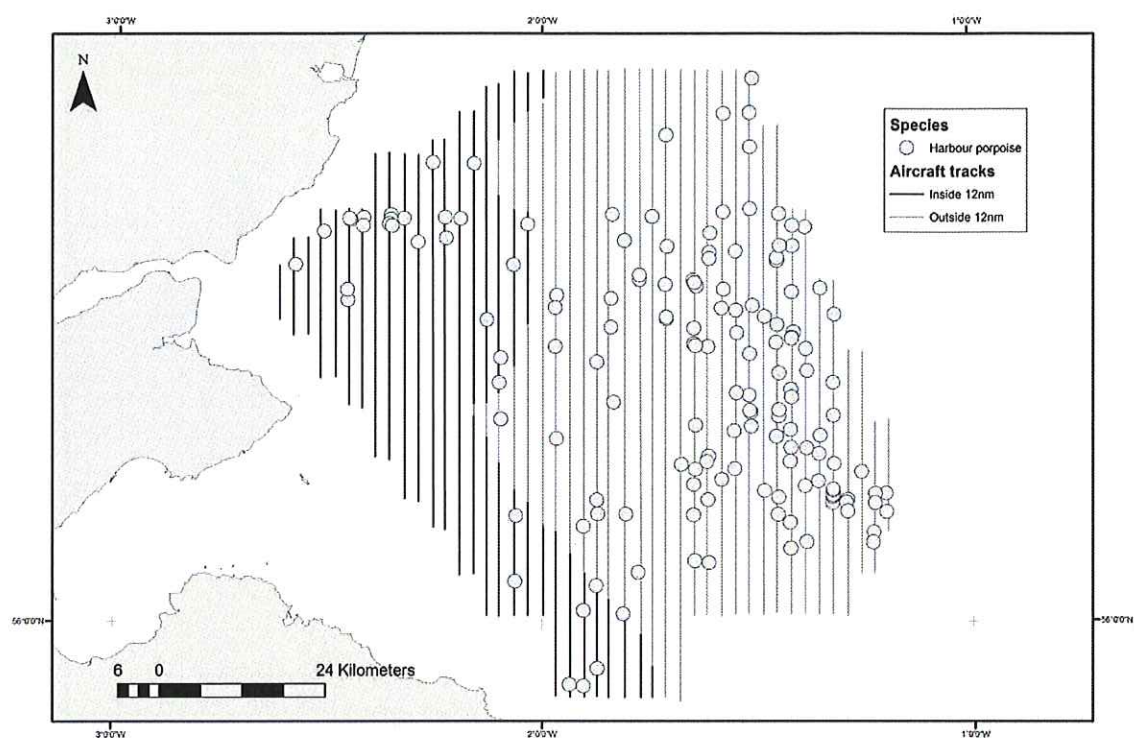 3°0'0"W 2°0'0"W 1°0'0"W
N
Species
Harbour porpoise
Aircraft tracks
Inside 12nm
Outside 12nm
56°0'0"N 56°0'0"N
6 0 24 Kilometers
3°0'0"W 2°0'0"W 1°0'0"W